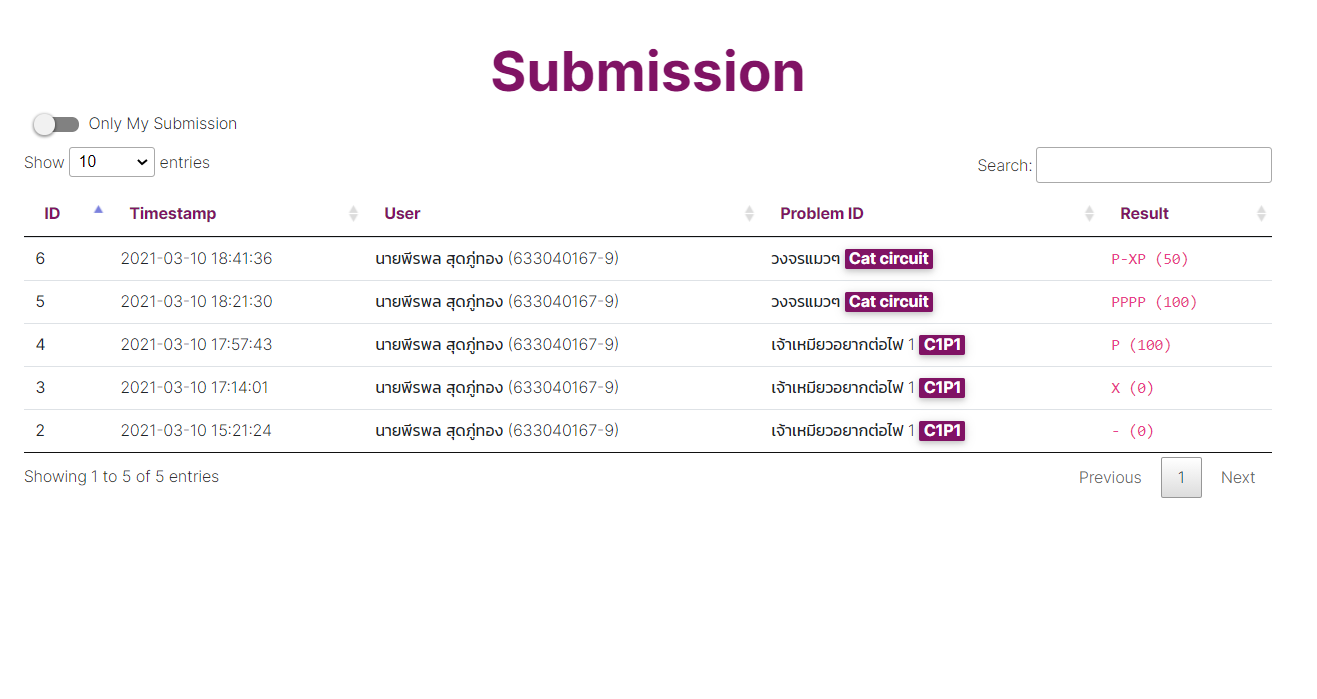 Submission
Only My Submission
Show 10 entries Search:
ID Timestamp User Problem ID Result
6 2021-03-10 18:41:36 นายพีรพล สุดภู่ทอง (633040167-9) วงจรแมวๆ Cat circuit P-XP (50)
5 2021-03-10 18:21:30 นายพีรพล สุดภู่ทอง (633040167-9) วงจรแมวๆ Cat circuit PPPP (100)
4 2021-03-10 17:57:43 นายพีรพล สุดภู่ทอง (633040167-9) เจ้าเหมียวอยากต่อไฟ 1 C1P1 P (100)
3 2021-03-10 17:14:01 นายพีรพล สุดภู่ทอง (633040167-9) เจ้าเหมียวอยากต่อไฟ 1 C1P1 X (0)
2 2021-03-10 15:21:24 นายพีรพล สุดภู่ทอง (633040167-9) เจ้าเหมียวอยากต่อไฟ 1 C1P1 - (0)
Showing 1 to 5 of 5 entries Previous 1 Next